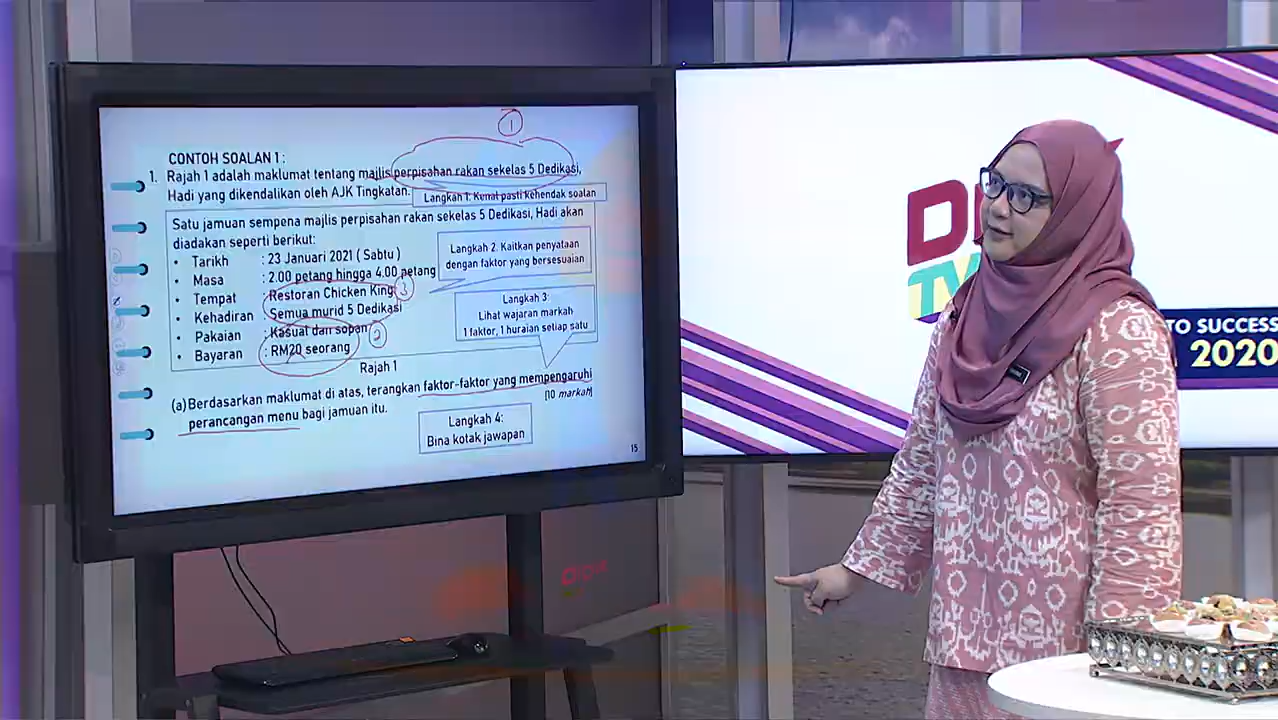 1
CONTOH SOALAN 1 :
1. Rajah 1 adalah maklumat tentang majlis perpisahan rakan sekelas 5 Dedikasi,
Hadi yang dikendalikan oleh AJK Tingkatan.
Langkah 1: Kenal pasti kehendak soalan
Satu jamuan sempena majlis perpisahan rakan sekelas 5 Dedikasi, Hadi akan
diadakan seperti berikut:
• Tarikh : 23 Januari 2021 ( Sabtu )
• Masa : 2.00 petang hingga 4.00 petang
• Tempat : Restoran Chicken King 3
• Kehadiran : Semua murid 5 Dedikasi
• Pakaian : Kasual dan sopan 2
• Bayaran : RM20 seorang
Langkah 2: Kaitkan penyataan
dengan faktor yang bersesuaian
Langkah 3:
Lihat wajaran markah
1 faktor, 1 huraian setiap satu
Rajah 1
(a) Berdasarkan maklumat di atas, terangkan faktor-faktor yang mempengaruhi
perancangan menu bagi jamuan itu.
[10 markah]
Langkah 4:
Bina kotak jawapan
15
TV
TO SUCCESS
2020